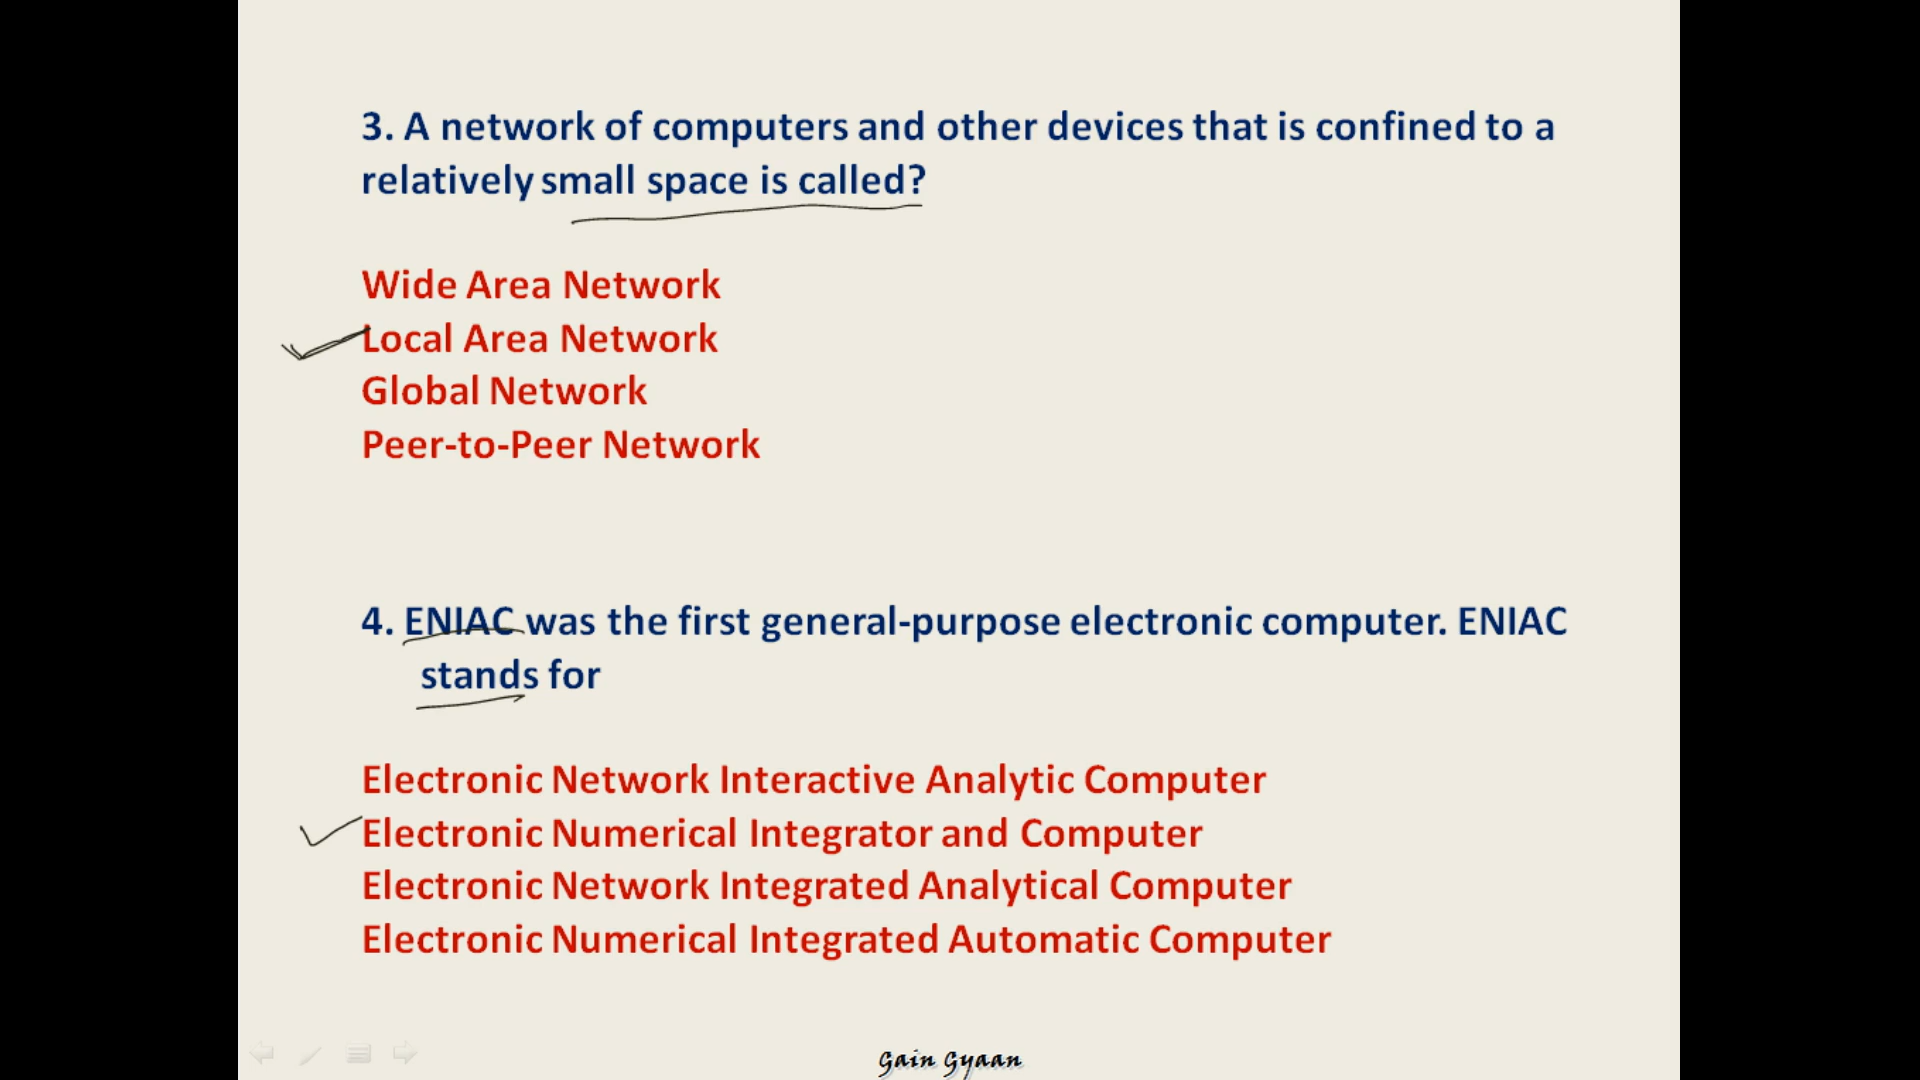 3. A network of computers and other devices that is confined to a
relatively small space is called?
Wide Area Network
Local Area Network
Global Network
Peer-to-Peer Network
4. ENIAC was the first general-purpose electronic computer. ENIAC
stands for
Electronic Network Interactive Analytic Computer
Electronic Numerical Integrator and Computer
Electronic Network Integrated Analytical Computer
Electronic Numerical Integrated Automatic Computer
Gain Gyaan